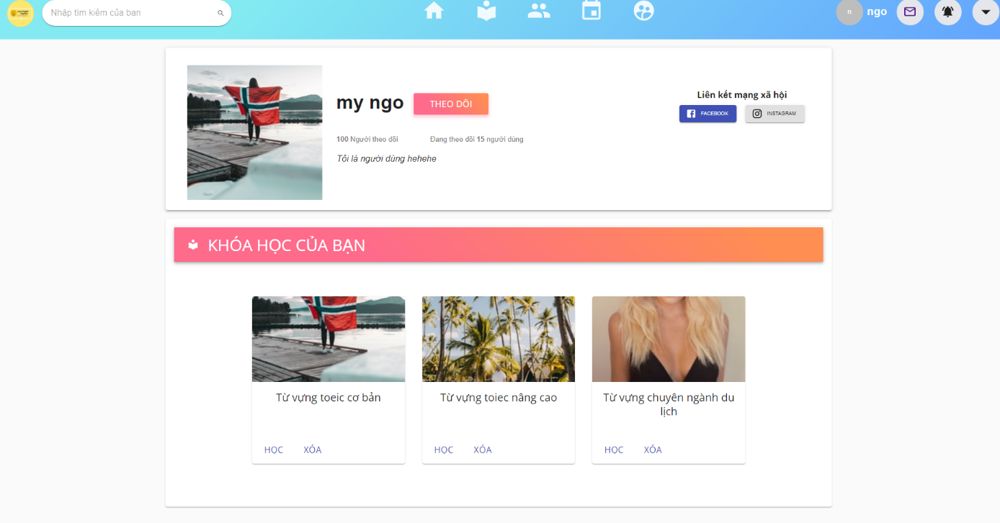 Nhập tìm kiếm của bạn
n ngo
my ngo THEO DÕI
Liên kết mạng xã hội
FACEBOOK INSTAGRAM
100 Người theo dõi Đang theo dõi 15 người dùng
Tôi là người dùng hehehe
KHÓA HỌC CỦA BẠN
Từ vựng toeic cơ bản
HỌC XÓA
Từ vựng toiec nâng cao
HỌC XÓA
Từ vựng chuyên ngành du
lịch
HỌC XÓA